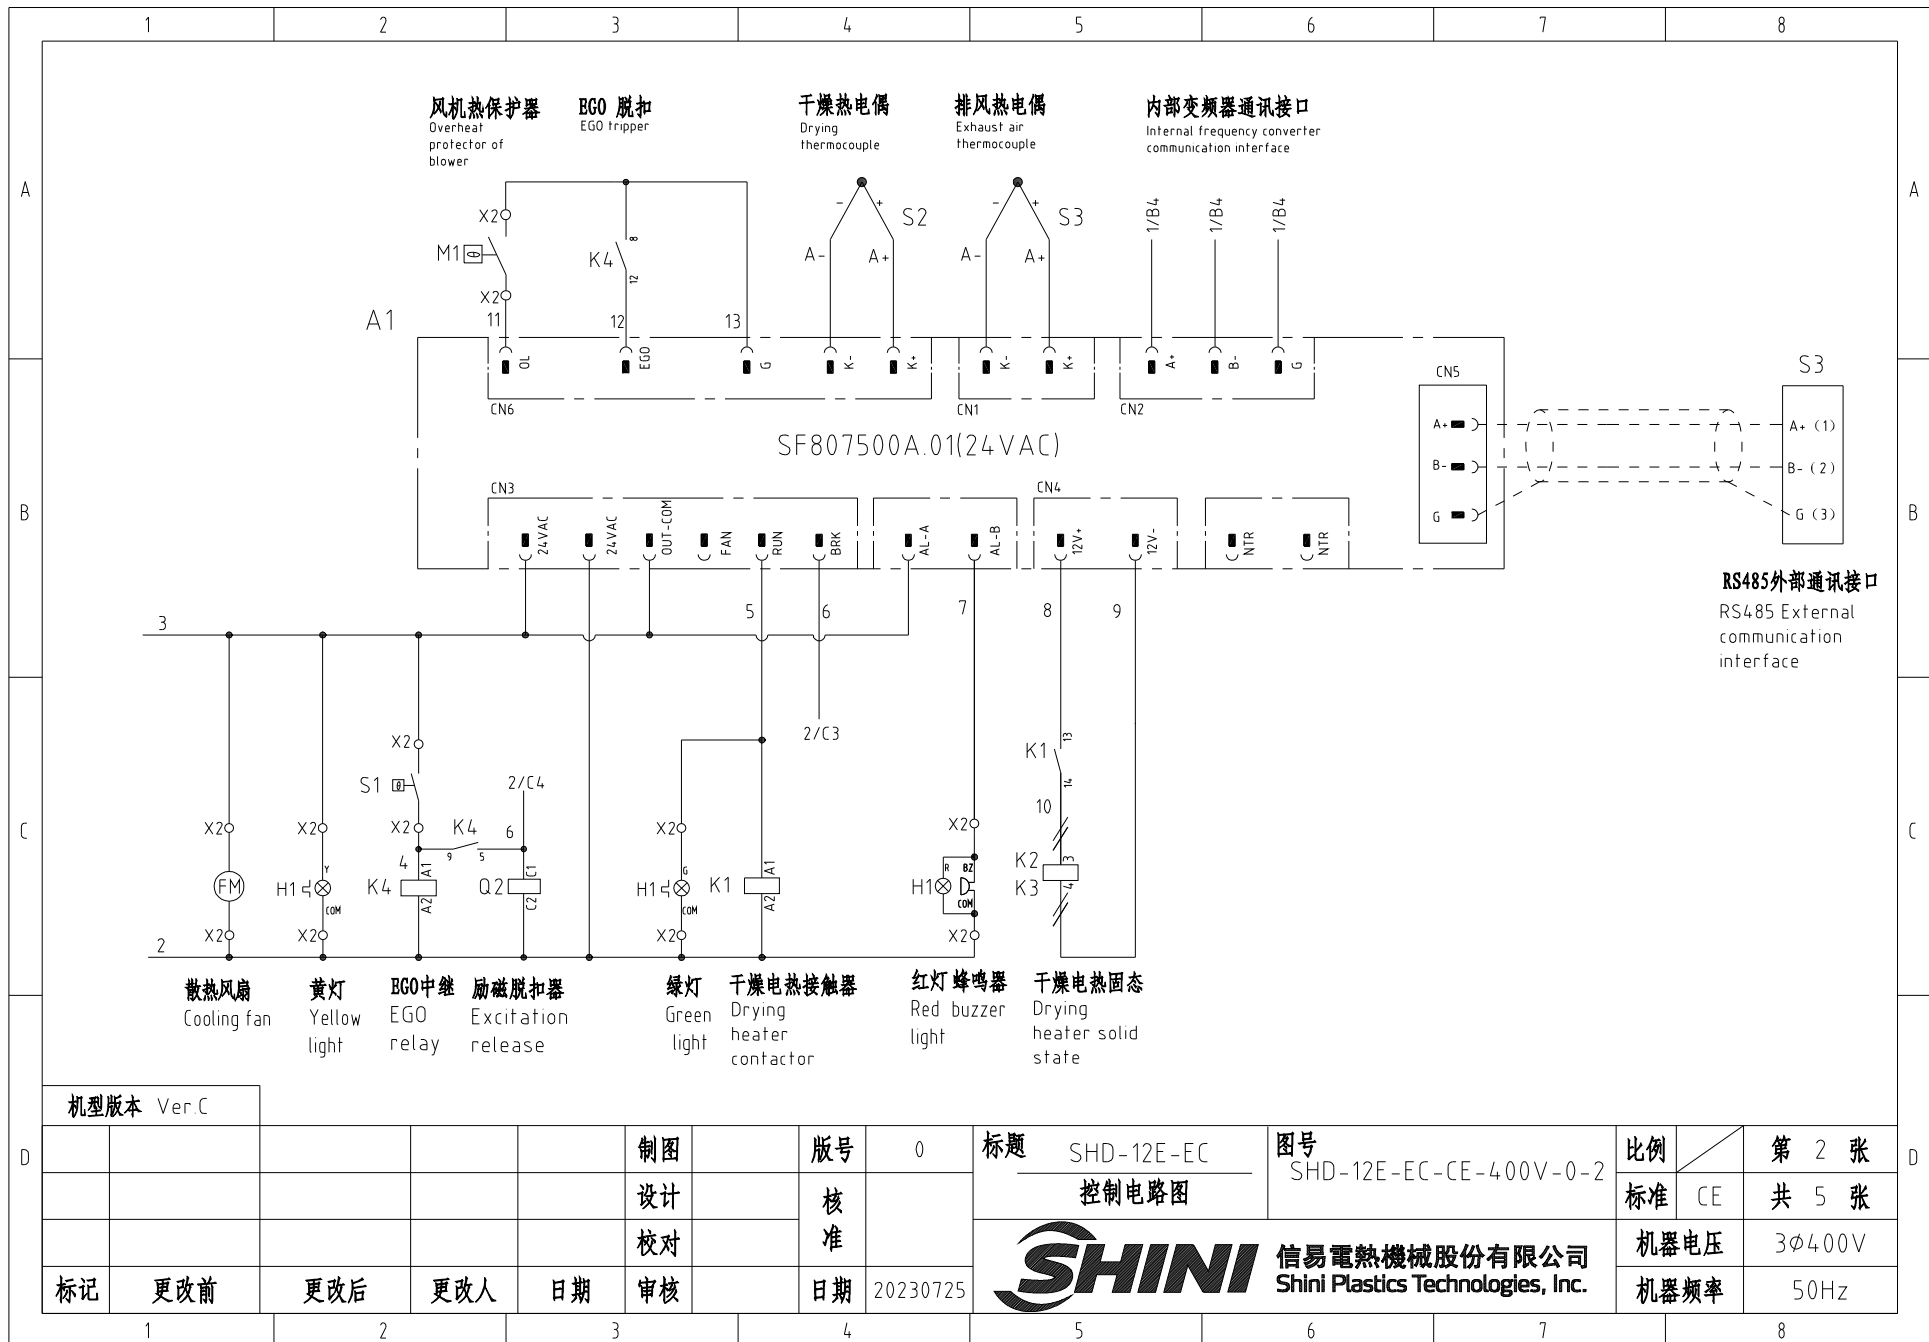 1 2 3 4 5 6 7 8
风机热保护器
Overheat
protector of
blower
EGO 脱扣
EGO tripper
干燥热电偶
Drying
thermocouple
排风热电偶
Exhaust air
thermocouple
内部变频器通讯接口
Internal frequency converter
communication interface
A
A
X2
M1 θ
X2
11
K4
8
12
12
13
- +
S2
A- A+
- +
S3
A- A+
1/B4
1/B4
1/B4
A1
OL
EGO
G
K-
K+
K-
K+
A+
B-
G
CN6
CN1
CN2
CN5
A+
B-
G
S3
A+ (1)
B- (2)
G (3)
SF807500A.01(24VAC)
B
B
CN3
CN4
24VAC
24VAC
OUT-COM
FAN
RUN
BRK
AL-A
AL-B
12V+
12V-
NTR
NTR
RS485外部通讯接口
RS485 External
communication
interface
3
5
6
7
8
9
2/C3
X2
S1 θ
X2
2/C4
K4
9 5
6
4
K1
13
14
10
C
C
X2
FM
X2
X2
H1
Y
COM
X2
K4
A1
A2
Q2
C1
C2
X2
H1
G
COM
X2
K1
A1
A2
X2
R BZ
H1
COM
X2
K2
K3
3
4
2
散热风扇
Cooling fan
黄灯
Yellow
light
EGO中继
EGO
relay
励磁脱扣器
Excitation
release
绿灯
Green
light
干燥电热接触器
Drying
heater
contactor
红灯 蜂鸣器
Red buzzer
light
干燥电热固态
Drying
heater solid
state
机型版本 Ver.C
D
D
制图
版号 0
标题 SHD-12E-EC
控制电路图
图号
SHD-12E-EC-CE-400V-0-2
比例
第 2 张
设计
核准
标准 CE
共 5 张
校对
SHINI
信易電熱機械股份有限公司
Shini Plastics Technologies, Inc.
机器电压 3Φ400V
标记 更改前 更改后 更改人 日期 审核 日期 20230725
机器频率 50Hz
1 2 3 4 5 6 7 8